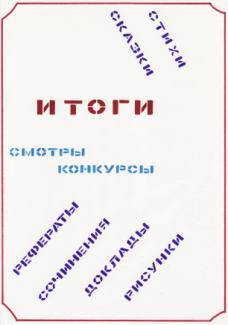 СКАЗКИ
СТИХИ
ИТОГИ
СМОТРЫ
КОНКУРСЫ
РЕФЕРАТЫ
СОЧИНЕНИЯ
ДОКЛАДЫ
РИСУНКИ